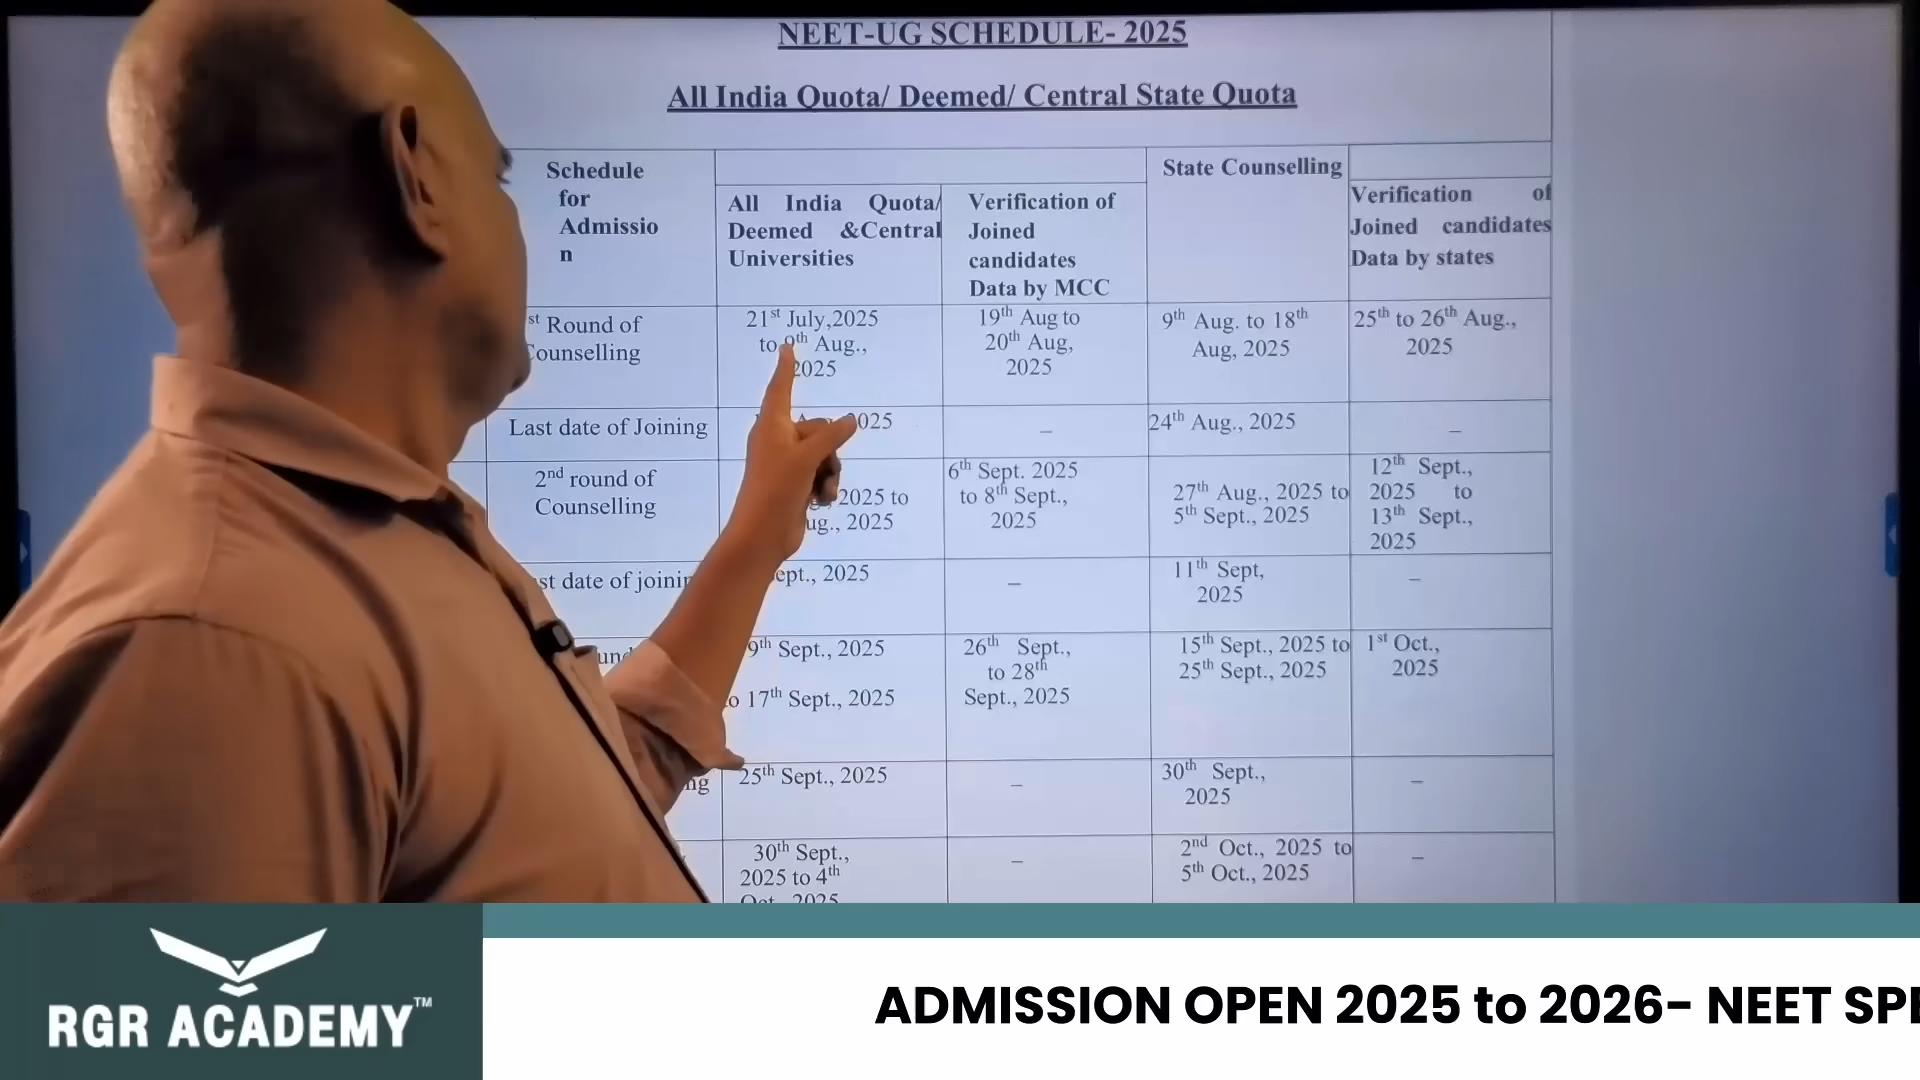 NEET-UG SCHEDULE- 2025
All India Quota/ Deemed/ Central State Quota
Schedule
for
Admissio
n
All India Quota/
Deemed &Central
Universities
Verification of
Joined
candidates
Data by MCC
State Counselling
Verification of
Joined candidates
Data by states
st Round of
Counselling
21st July,2025
to 9th Aug.,
2025
19th Aug to
20th Aug,
2025
9th Aug. to 18th
Aug, 2025
25th to 26th Aug.,
2025
Last date of Joining
2025
–
24th Aug., 2025
–
2nd round of
Counselling
2025 to
2025
6th Sept. 2025
to 8th Sept.,
2025
27th Aug., 2025 to
5th Sept., 2025
12th Sept.,
2025 to
13th Sept.,
2025
date of
2025
–
11th Sept,
2025
–
9th Sept., 2025
17th Sept., 2025
26th Sept.,
to 28th
Sept., 2025
15th Sept., 2025 to
25th Sept., 2025
1st Oct.,
2025
25th Sept., 2025
–
30th Sept.,
2025
–
30th Sept.,
2025 to 4th
Oct., 2025
–
2nd Oct., 2025 to
5th Oct., 2025
–
RGR ACADEMY™
ADMISSION OPEN 2025 to 2026- NEET